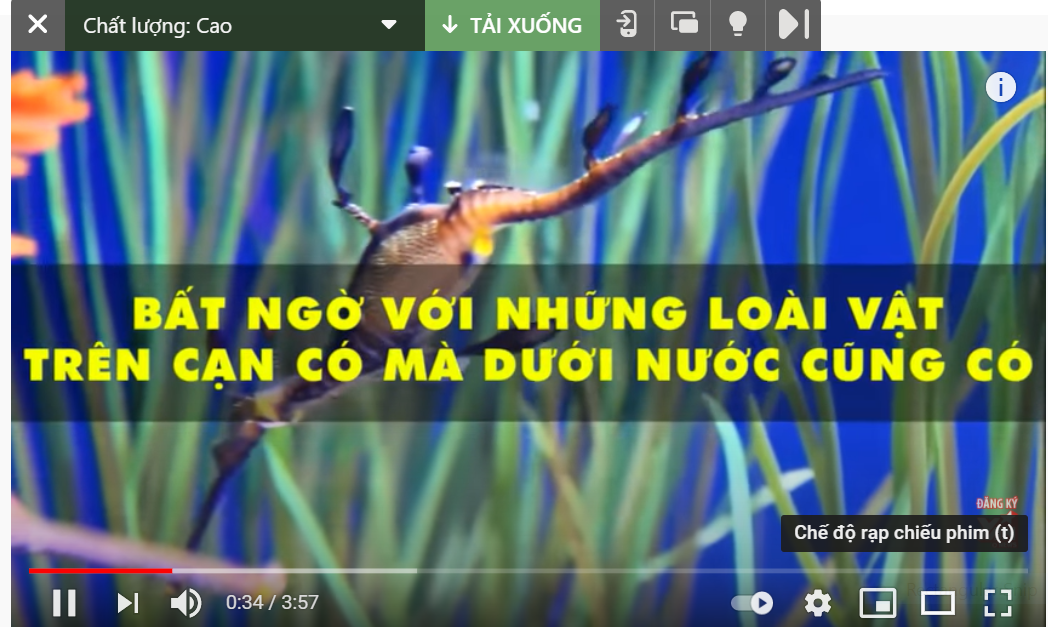 Chất lượng: Cao
TẢI XUỐNG
i
BẤT NGỜ VỚI NHỮNG LOÀI VẬT
TRÊN CẠN CÓ MÀ DƯỚI NƯỚC CŨNG CÓ
ĐĂNG KÝ
Chế độ rạp chiếu phim (t)
0:34 / 3:57